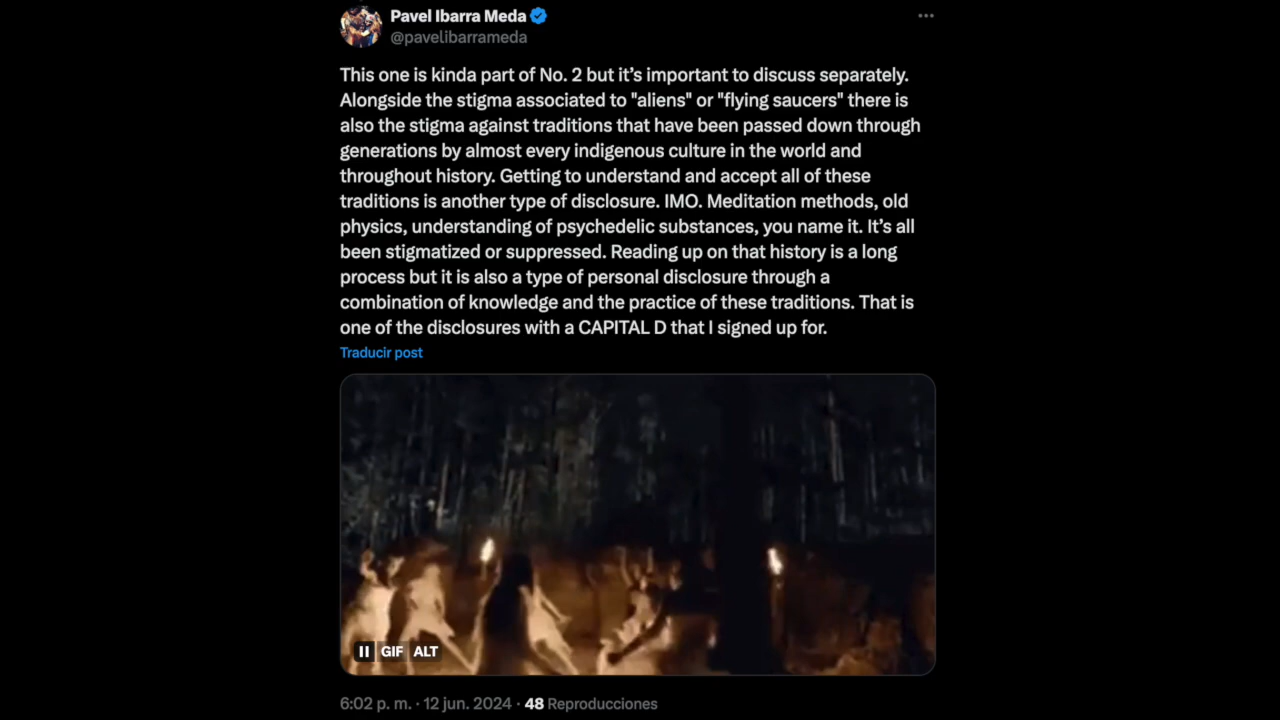 Pavel Ibarra Meda
@pavelibarrameda
This one is kinda part of No. 2 but it’s important to discuss separately.
Alongside the stigma associated to "aliens" or "flying saucers" there is
also the stigma against traditions that have been passed down through
generations by almost every indigenous culture in the world and
throughout history. Getting to understand and accept all of these
traditions is another type of disclosure. IMO. Meditation methods, old
physics, understanding of psychedelic substances, you name it. It’s all
been stigmatized or suppressed. Reading up on that history is a long
process but it is also a type of personal disclosure through a
combination of knowledge and the practice of these traditions. That is
one of the disclosures with a CAPITAL D that I signed up for.
Traducir post
GIF ALT
6:02 p. m. · 12 jun. 2024 · 48 Reproducciones